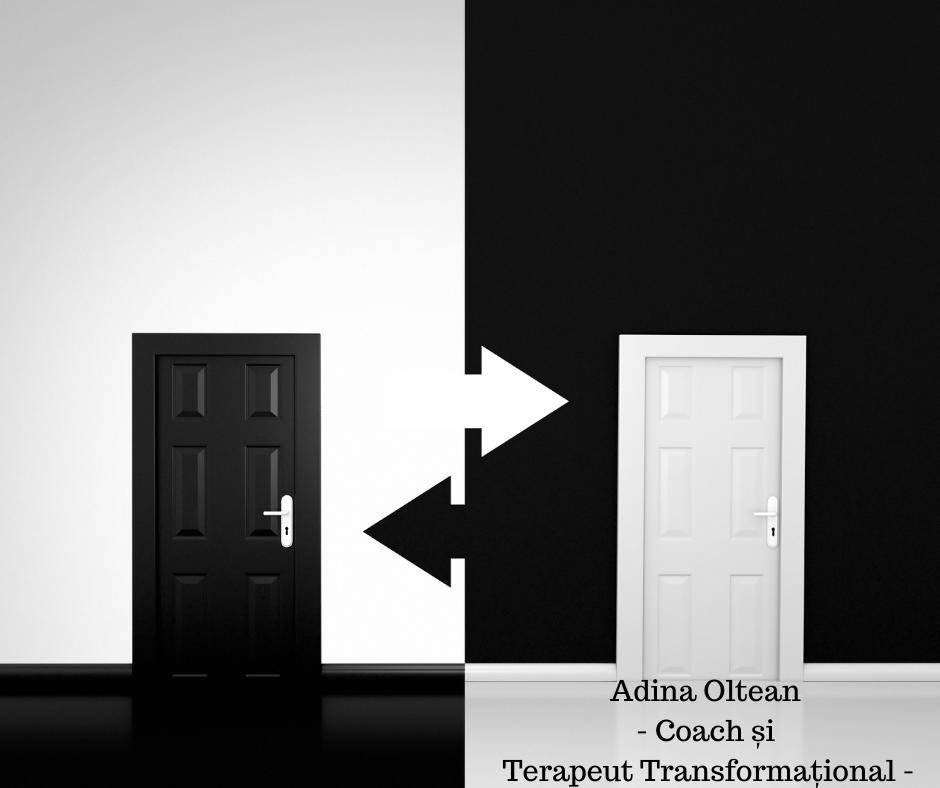 Adina Oltean
- Coach și
Terapeut Transformațional -